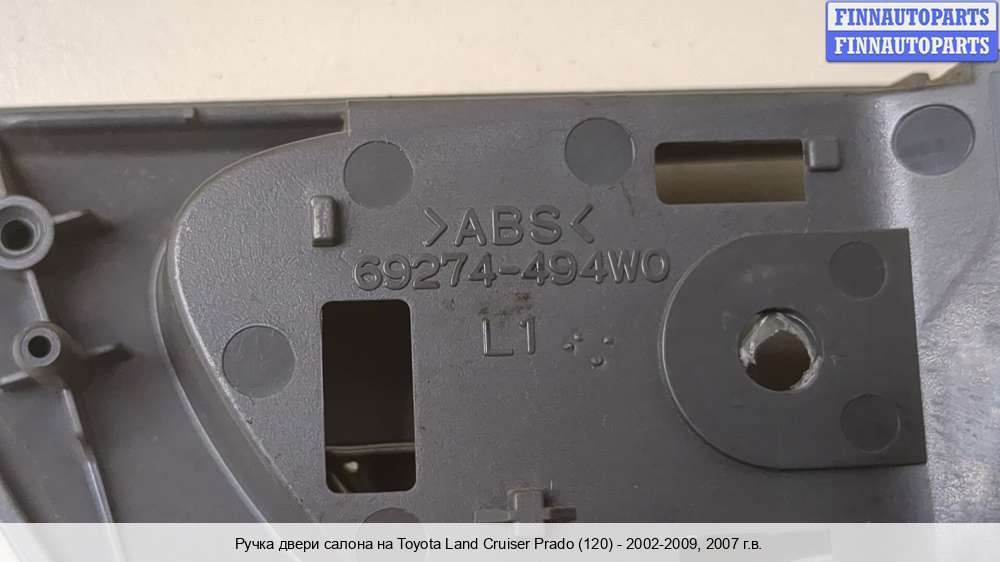 FINNAUTOPARTS
FINNAUTOPARTS
>ABS<
69274-494W0
L1
Ручка двери салона на Toyota Land Cruiser Prado (120) - 2002-2009, 2007 г.в.